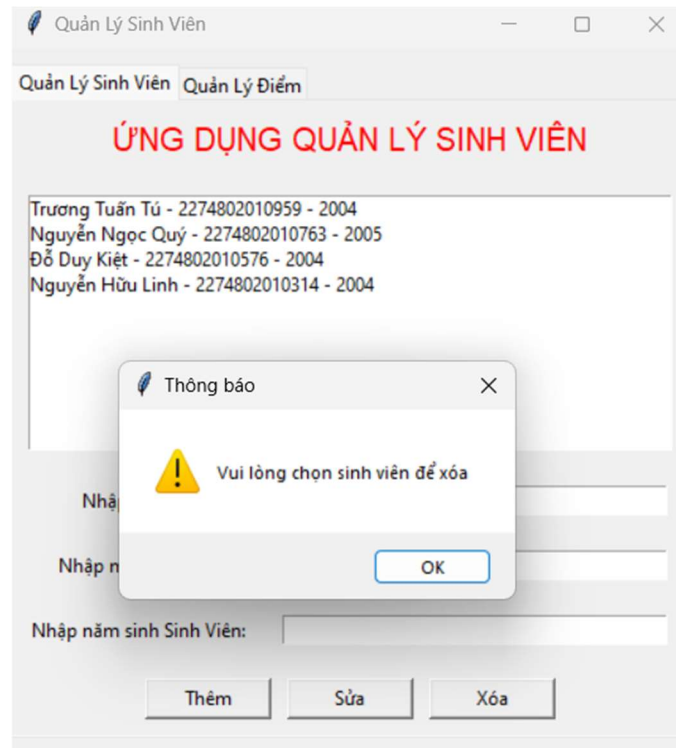 Quản Lý Sinh Viên
Quản Lý Sinh Viên Quản Lý Điểm
ỨNG DỤNG QUẢN LÝ SINH VIÊN
Trương Tuấn Tú - 2274802010959 - 2004
Nguyễn Ngọc Quý - 2274802010763 - 2005
Đỗ Duy Kiệt - 2274802010576 - 2004
Nguyễn Hữu Linh - 2274802010314 - 2004
Thông báo
Vui lòng chọn sinh viên để xóa
OK
Nhập
Nhập
Nhập năm sinh Sinh Viên:
Thêm Sửa Xóa